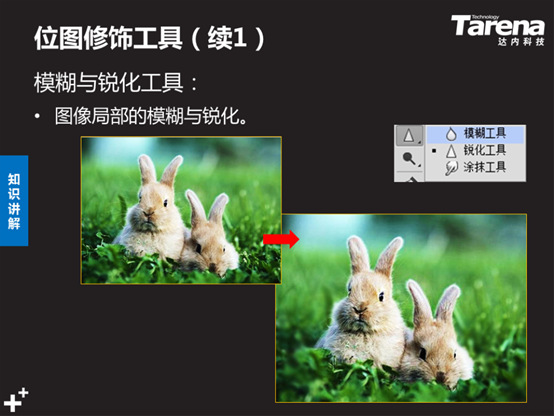 位图修饰工具（续1）
Technology
Tarena
达内科技
模糊与锐化工具：
• 图像局部的模糊与锐化。
模糊工具
锐化工具
涂抹工具
知识讲解